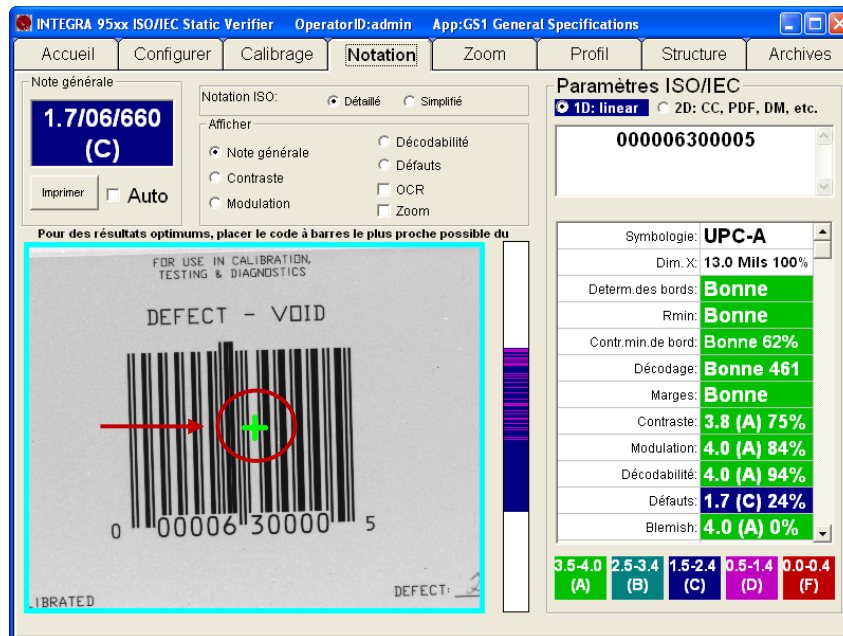 INTEGRA 95xx ISO/IEC Static Verifier OperatorID:admin App:GS1 General Specifications
Accueil Configurer Calibrage Notation Zoom Profil Structure Archives
Note générale
1.7/06/660
(C)
Imprimer Auto
Notation ISO: Détaillé Simplifié
Afficher
Note générale
Contraste
Modulation
Décodabilité
Défauts
OCR
Zoom
Pour des résultats optimums, placer le code à barres le plus proche possible du
FOR USE IN CALIBRATION,
TESTING & DIAGNOSTICS
DEFECT - VOID
0 00006 30000 5
DEFECT:
LIBRATED
Paramètres ISO/IEC
1D: linear 2D: CC, PDF, DM, etc.
000006300005
Symbologie: UPC-A
Dim. X: 13.0 Mils 100%
Determ.des bords: Bonne
Rmin: Bonne
Contr.min.de bord: Bonne 62%
Décodage: Bonne 461
Marges: Bonne
Contraste: 3.8 (A) 75%
Modulation: 4.0 (A) 84%
Décodabilité: 4.0 (A) 94%
Défauts: 1.7 (C) 24%
Blemish: 4.0 (A) 0%
3.5-4.0 2.5-3.4 1.5-2.4 0.5-1.4 0.0-0.4
(A) (B) (C) (D) (F)